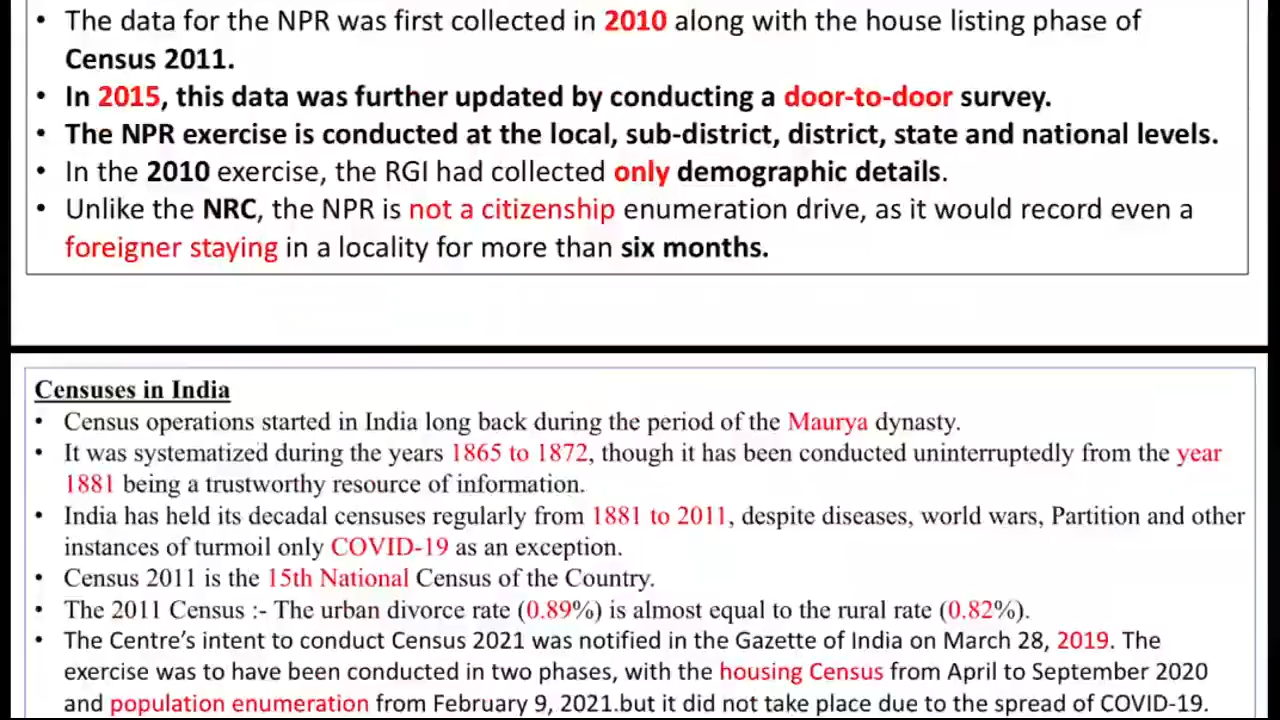 • The data for the NPR was first collected in 2010 along with the house listing phase of
Census 2011.
• In 2015, this data was further updated by conducting a door-to-door survey.
• The NPR exercise is conducted at the local, sub-district, district, state and national levels.
• In the 2010 exercise, the RGI had collected only demographic details.
• Unlike the NRC, the NPR is not a citizenship enumeration drive, as it would record even a
foreigner staying in a locality for more than six months.
Censuses in India
• Census operations started in India long back during the period of the Maurya dynasty.
• It was systematized during the years 1865 to 1872, though it has been conducted uninterruptedly from the year
1881 being a trustworthy resource of information.
• India has held its decadal censuses regularly from 1881 to 2011, despite diseases, world wars, Partition and other
instances of turmoil only COVID-19 as an exception.
• Census 2011 is the 15th National Census of the Country.
• The 2011 Census :- The urban divorce rate (0.89%) is almost equal to the rural rate (0.82%).
• The Centre’s intent to conduct Census 2021 was notified in the Gazette of India on March 28, 2019. The
exercise was to have been conducted in two phases, with the housing Census from April to September 2020
and population enumeration from February 9, 2021.but it did not take place due to the spread of COVID-19.